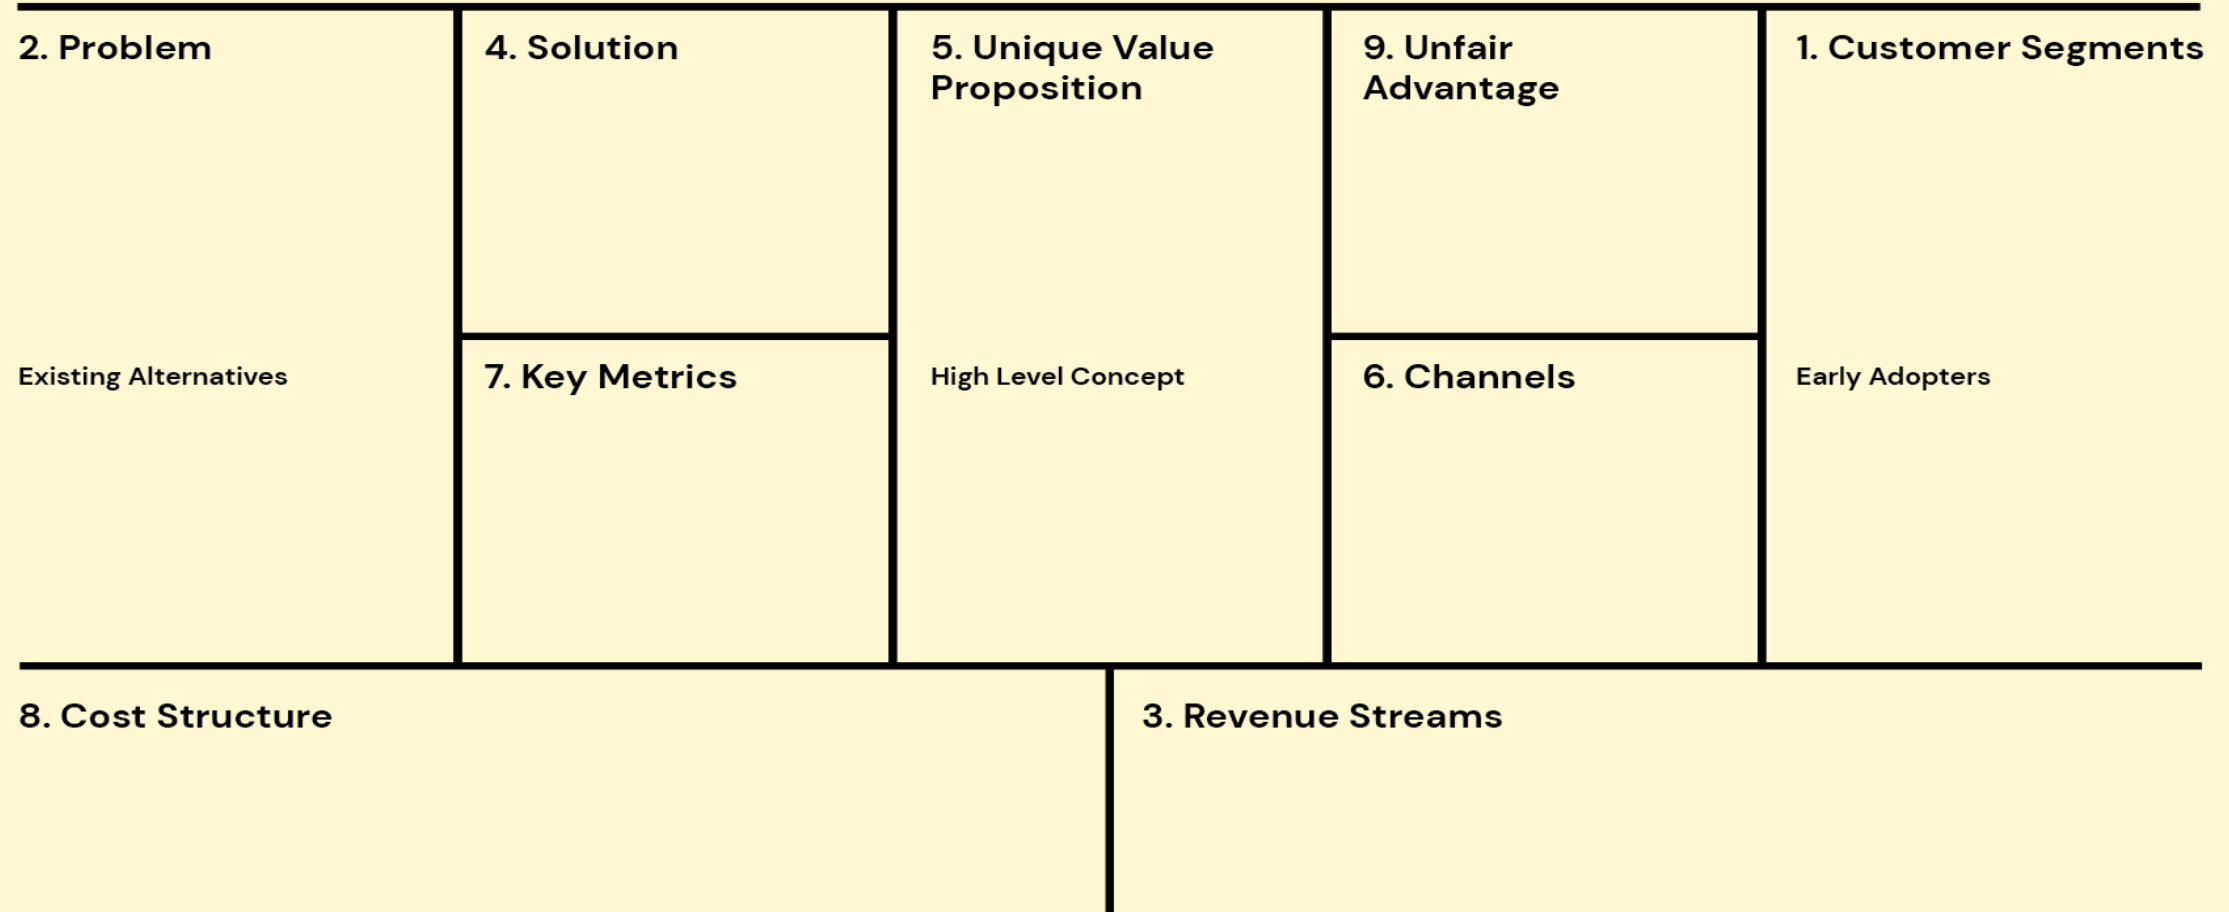 2. Problem
Existing Alternatives
4. Solution
7. Key Metrics
5. Unique Value
Proposition
High Level Concept
9. Unfair
Advantage
6. Channels
1. Customer Segments
Early Adopters
8. Cost Structure
3. Revenue Streams